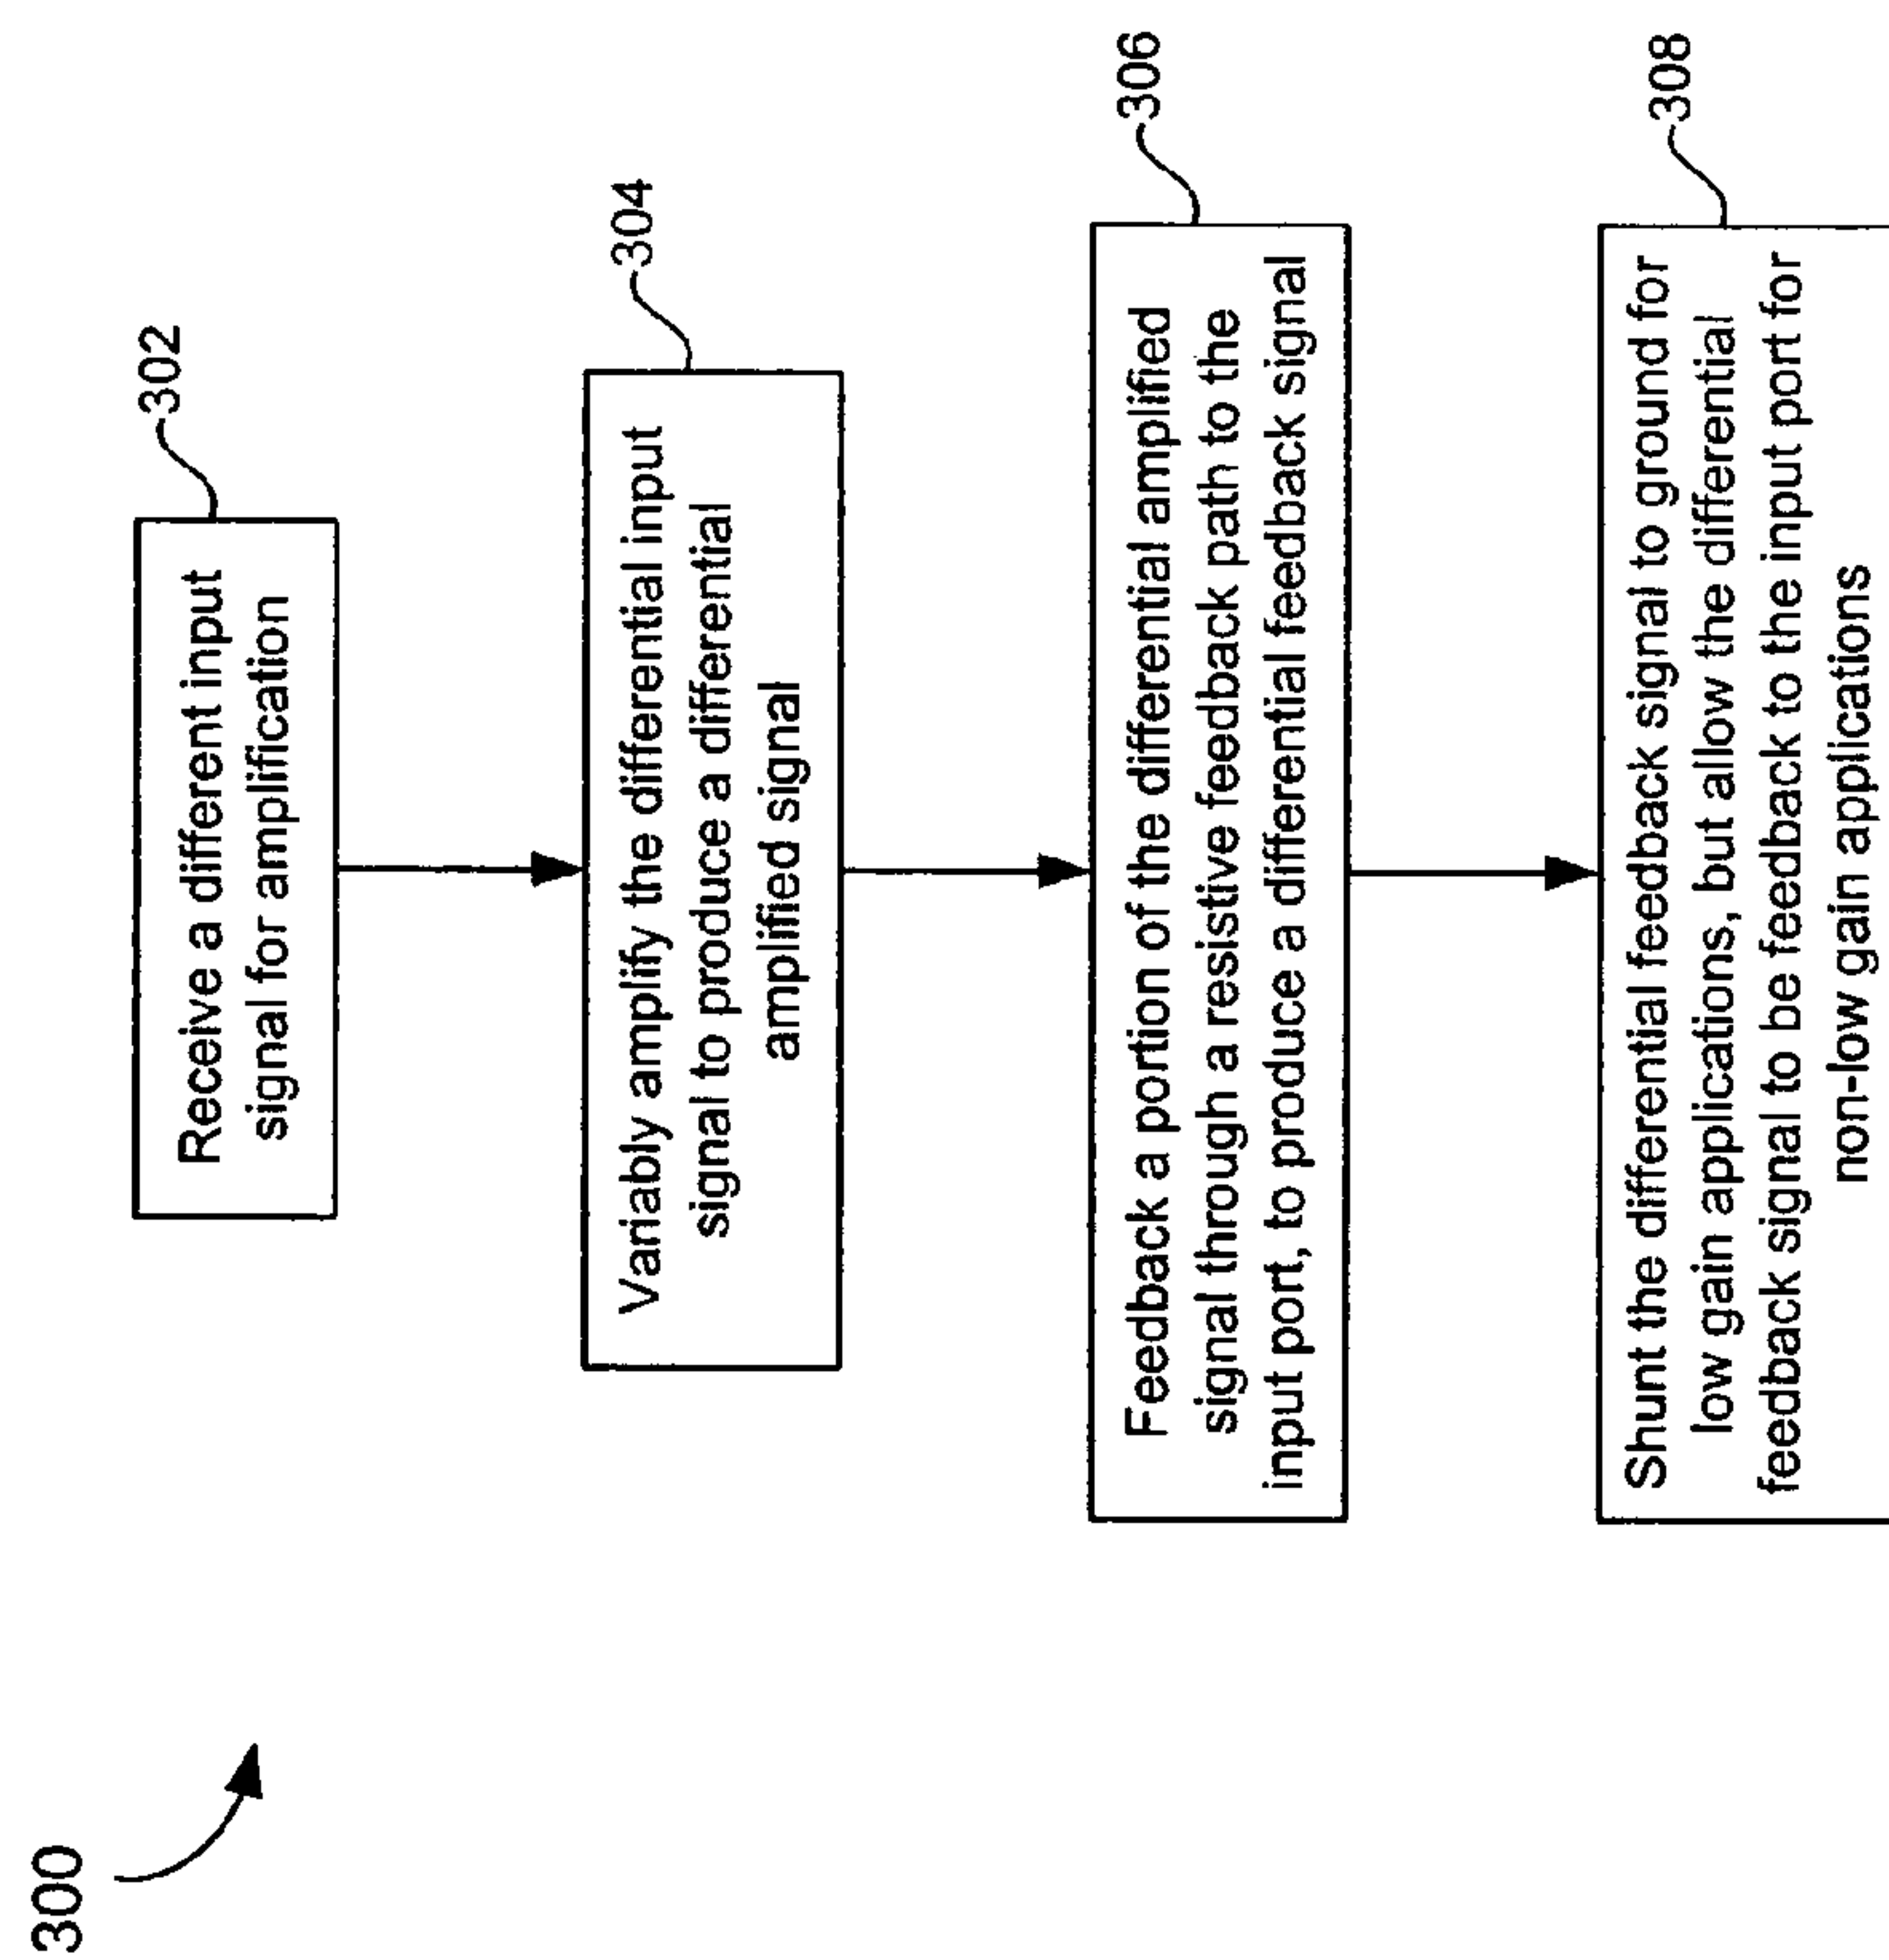 300
302
Receive a different input
signal for amplification
304
Variably amplify the differential input
signal to produce a differential
amplified signal
306
Feedback a portion of the differential amplified
signal through a resistive feedback path to the
input port, to produce a differential feedback signal
308
Shunt the differential feedback signal to ground for
low gain applications, but allow the differential
feedback signal to be feedback to the input port for
non-low gain applications